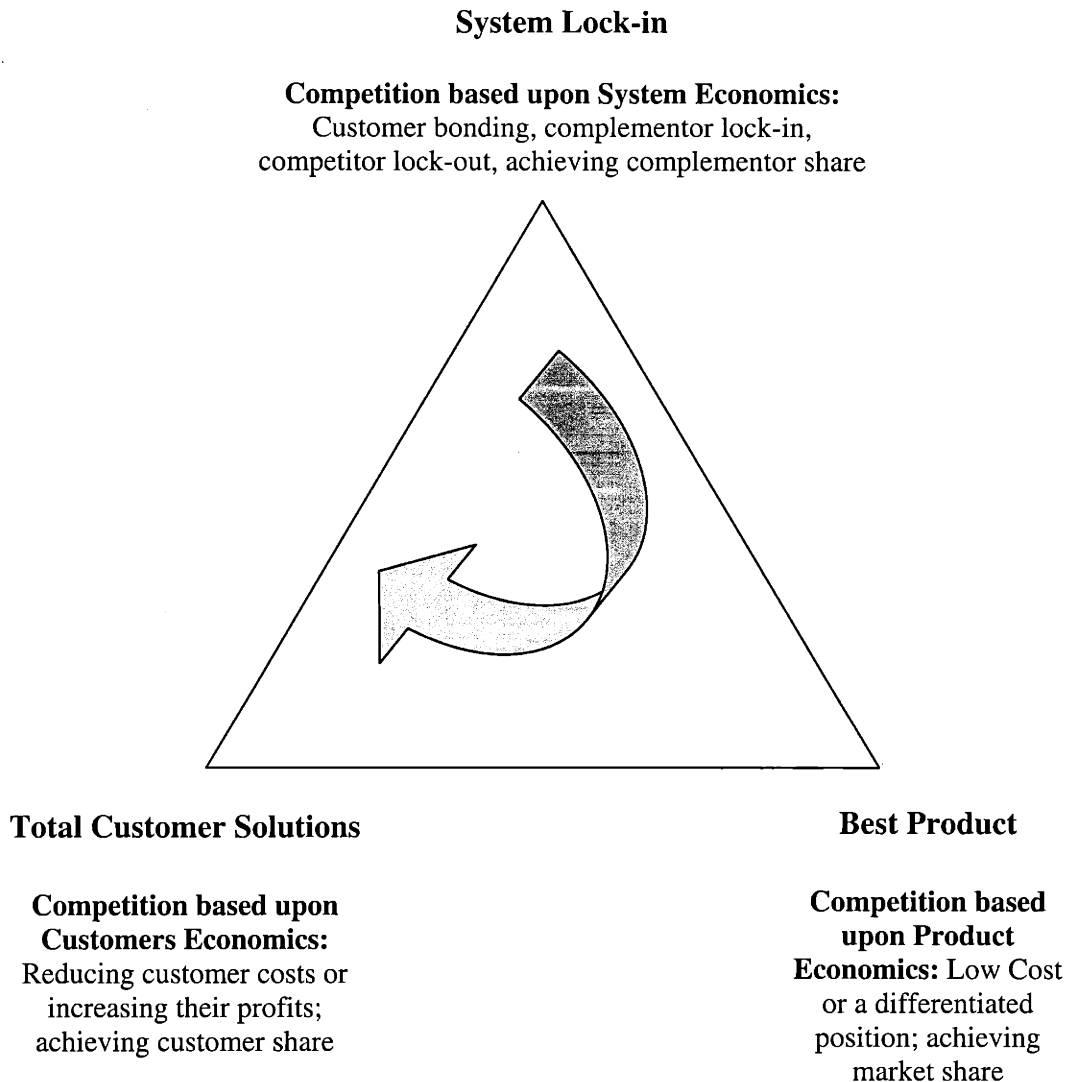 System Lock-in
Competition based upon System Economics:
Customer bonding, complementor lock-in,
competitor lock-out, achieving complementor share
Total Customer Solutions
Competition based upon
Customers Economics:
Reducing customer costs or
increasing their profits;
achieving customer share
Best Product
Competition based
upon Product
Economics: Low Cost
or a differentiated
position; achieving
market share